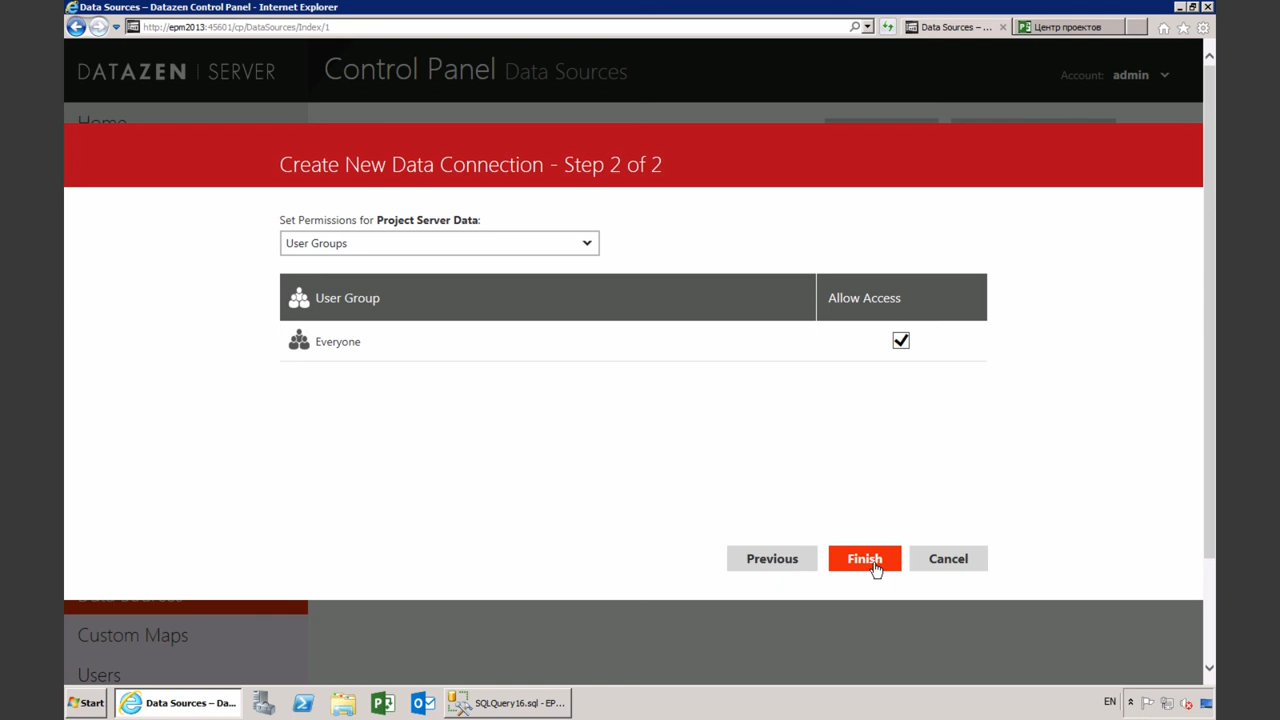 Data Sources – Datazen Control Panel - Internet Explorer
http://epm2013:45601/cp/DataSources/Index/1
Data Sources – ...
Центр проектов
DATAZEN | SERVER
Control Panel Data Sources
Account: admin
Home
Create New Data Connection - Step 2 of 2
Set Permissions for Project Server Data:
User Groups
User Group
Allow Access
Everyone
Previous
Finish
Cancel
Data Sources
Custom Maps
Users
Start
Data Sources – Da...
SQLQuery16.sql - EP...
EN